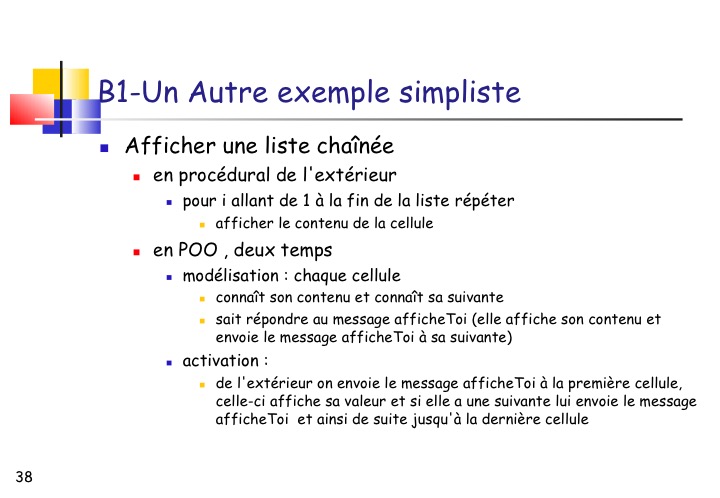 B1-Un Autre exemple simpliste
Afficher une liste chaînée
en procédural de l'extérieur
pour i allant de 1 à la fin de la liste répéter
afficher le contenu de la cellule
en POO , deux temps
modélisation : chaque cellule
connaît son contenu et connaît sa suivante
sait répondre au message afficheToi (elle affiche son contenu et
envoie le message afficheToi à sa suivante)
activation :
de l'extérieur on envoie le message afficheToi à la première cellule,
celle-ci affiche sa valeur et si elle a une suivante lui envoie le message
afficheToi  et ainsi de suite jusqu'à la dernière cellule
38